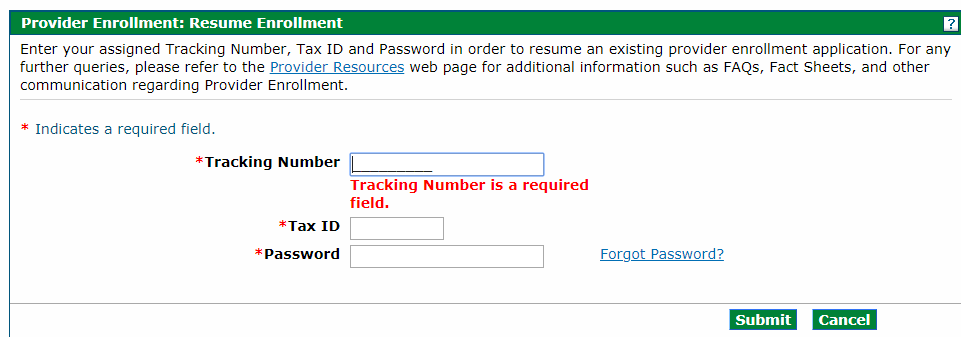 Provider Enrollment: Resume Enrollment ?
Enter your assigned Tracking Number, Tax ID and Password in order to resume an existing provider enrollment application. For any
further queries, please refer to the Provider Resources web page for additional information such as FAQs, Fact Sheets, and other
communication regarding Provider Enrollment.
* Indicates a required field.
*Tracking Number _________
Tracking Number is a required
field.
*Tax ID
*Password Forgot Password?
Submit Cancel